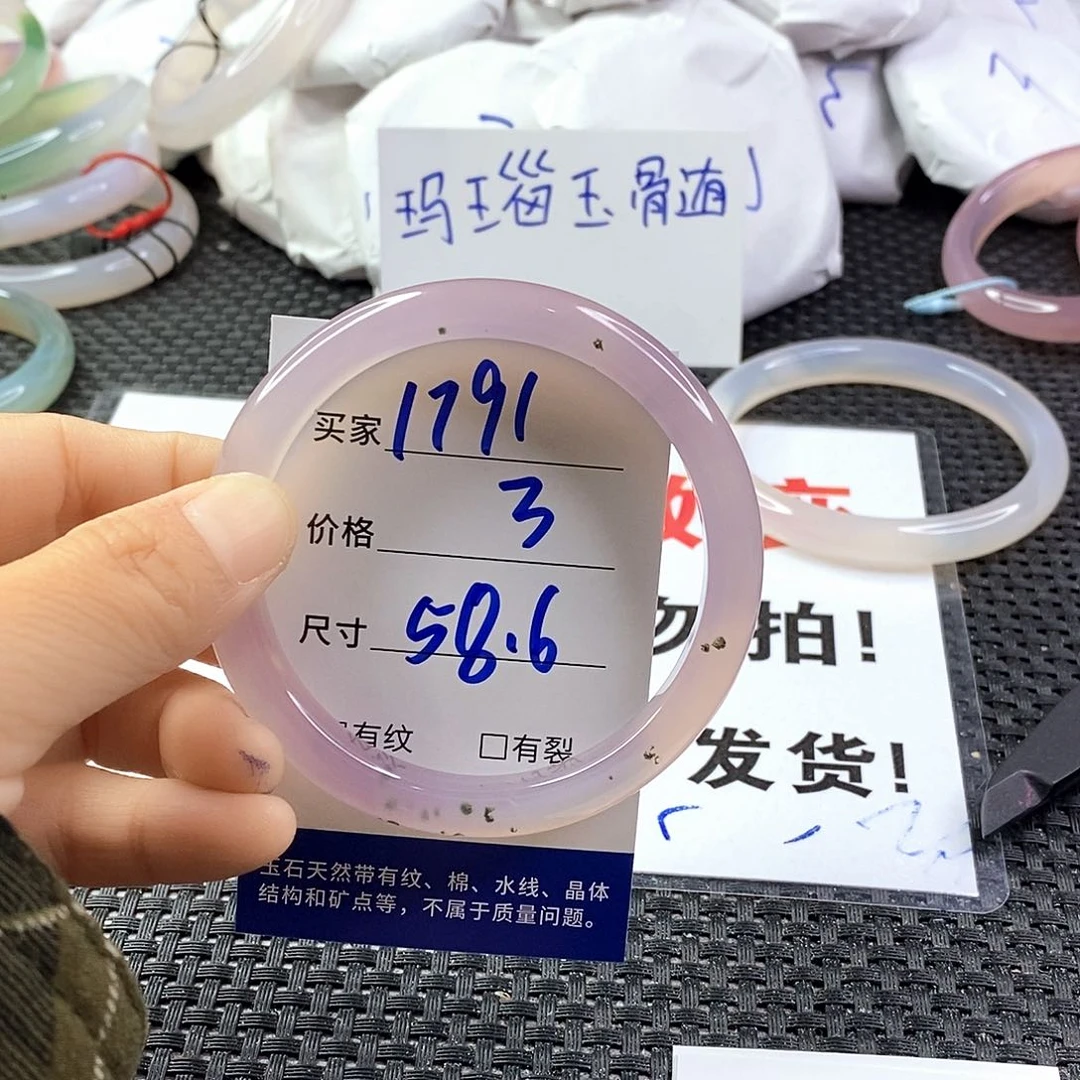 玛瑙玉骨髓
买家 1791
价格 3
尺寸 58.6
有纹 □有裂
玉石天然带有纹、棉、水线、晶体
结构和矿点等，不属于质量问题。
勿拍！
发货！